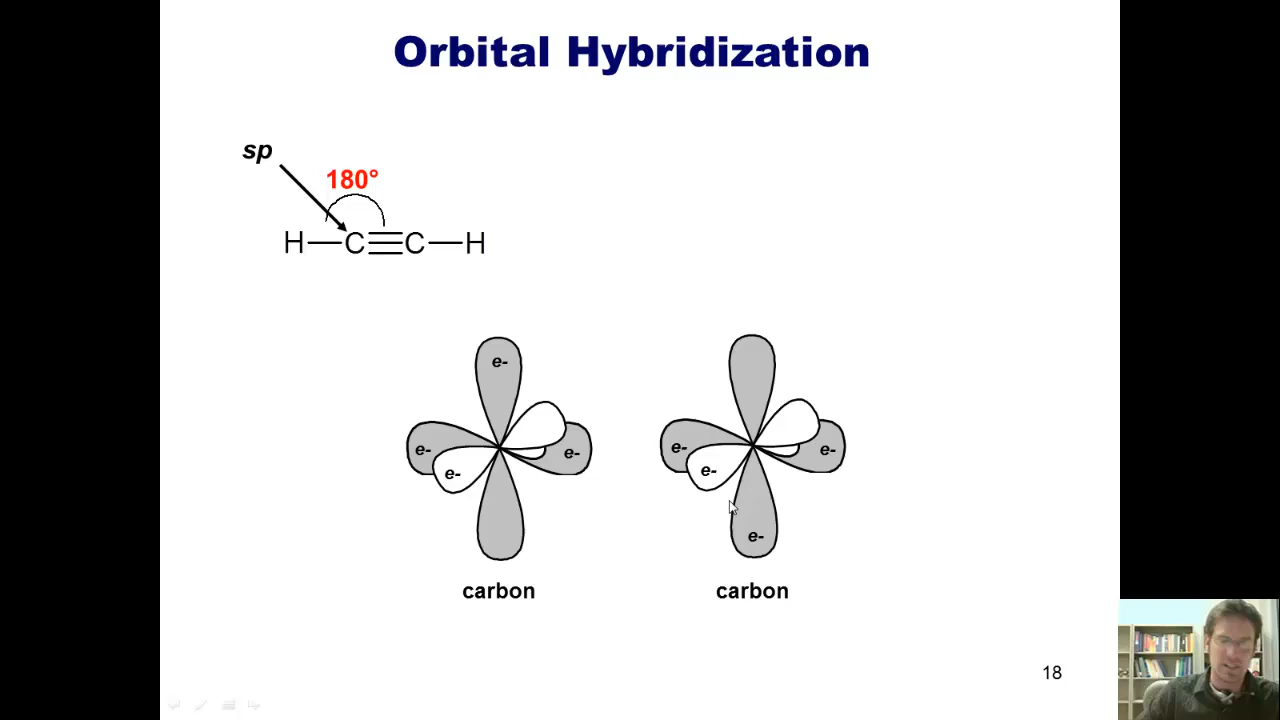 Orbital Hybridization
sp
180°
H—C≡C—H
e-
e-
e-
e-
e-
e-
e-
e-
carbon
carbon
18